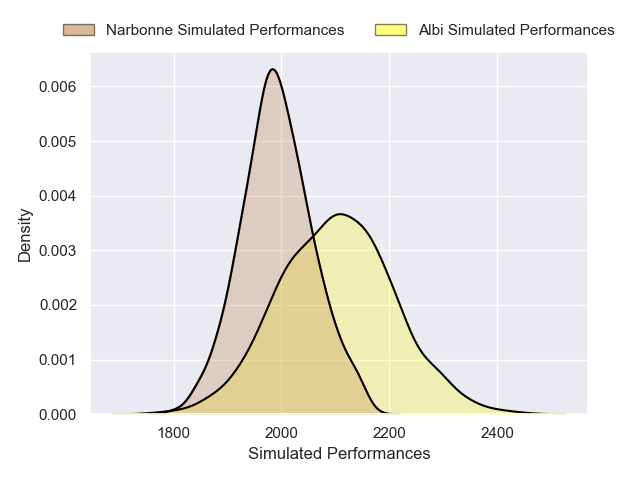 Narbonne Simulated Performances Albi Simulated Performances
0.006
0.005
0.004
0.003
0.002
0.001
0.000
Density
1800 2000 2200 2400
Simulated Performances